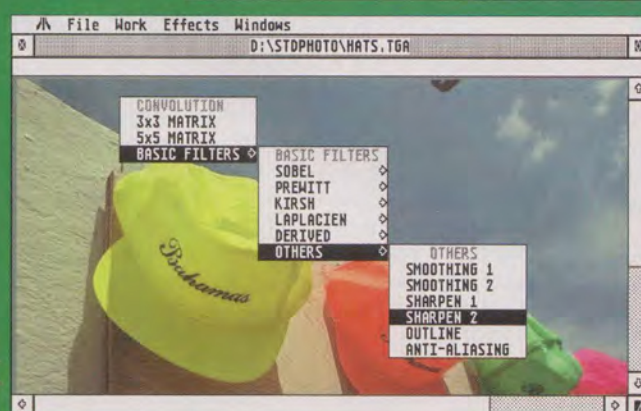 File Work Effects Windows
D:\STDPHOTO\HATS.TGA
CONVOLUTION
3x3 MATRIX
5x5 MATRIX
BASIC FILTERS
BASIC FILTERS
SOBEL
PREWITT
KIRSH
LAPLACIEN
DERIVED
OTHERS
OTHERS
SMOOTHING 1
SMOOTHING 2
SHARPEN 1
SHARPEN 2
OUTLINE
ANTI-ALIASING
Bahamas